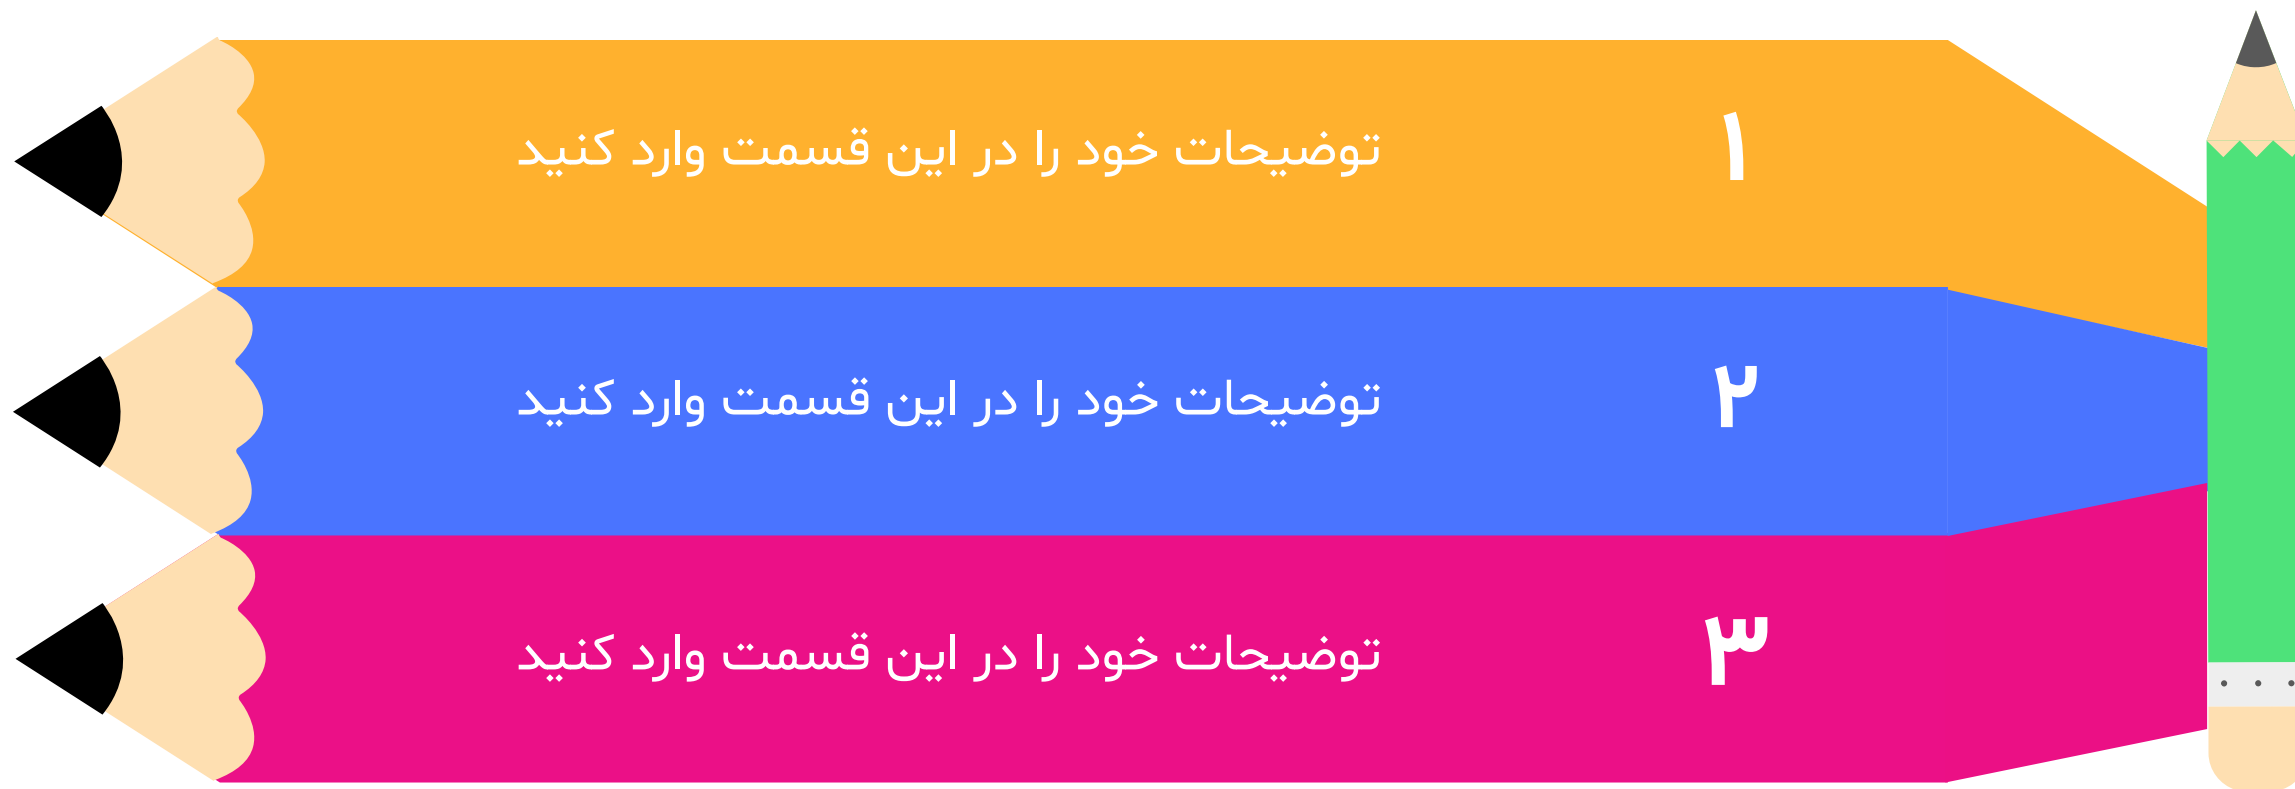 ۱ توضیحات خود را در این قسمت وارد کنید
۲ توضیحات خود را در این قسمت وارد کنید
۳ توضیحات خود را در این قسمت وارد کنید